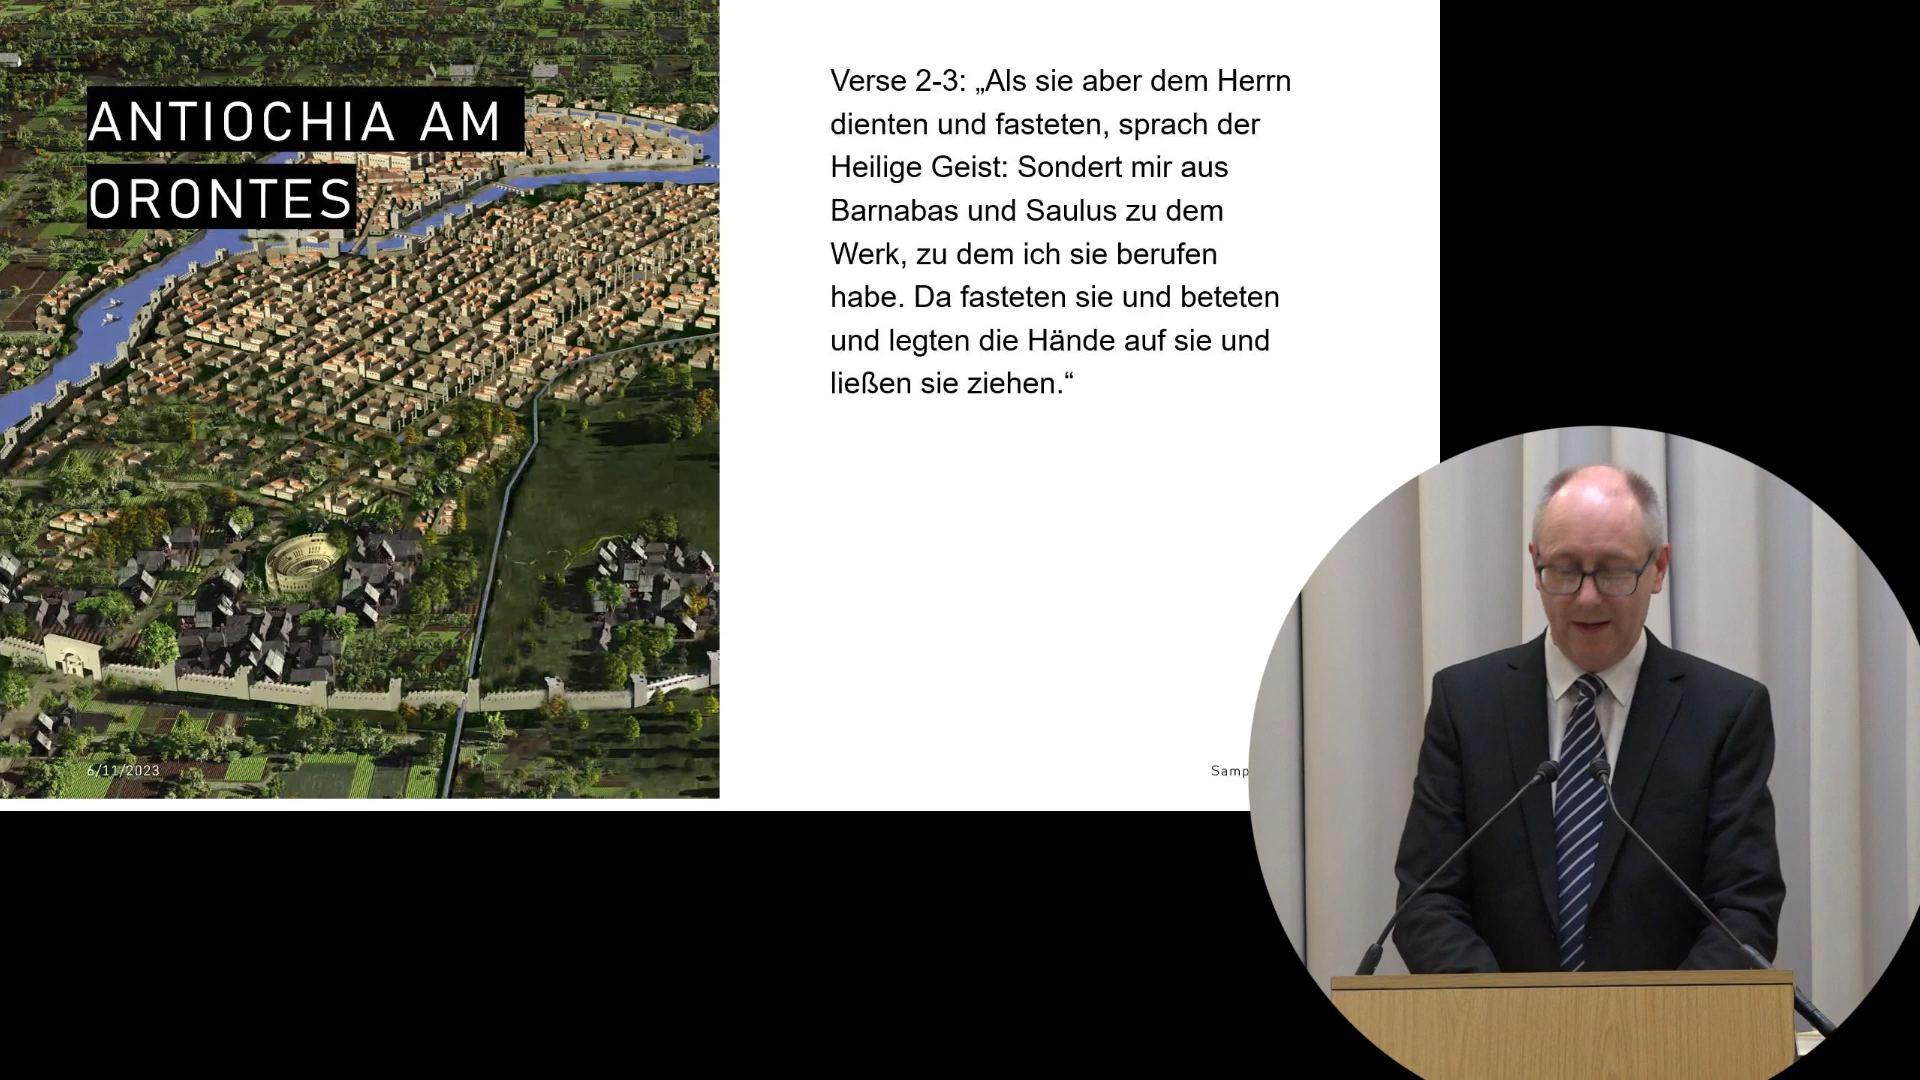 ANTIOCHIA AM
ORONTES
Verse 2-3: „Als sie aber dem Herrn
dienten und fasteten, sprach der
Heilige Geist: Sondert mir aus
Barnabas und Saulus zu dem
Werk, zu dem ich sie berufen
habe. Da fasteten sie und beteten
und legten die Hände auf sie und
ließen sie ziehen.“
6/11/2023
Samp